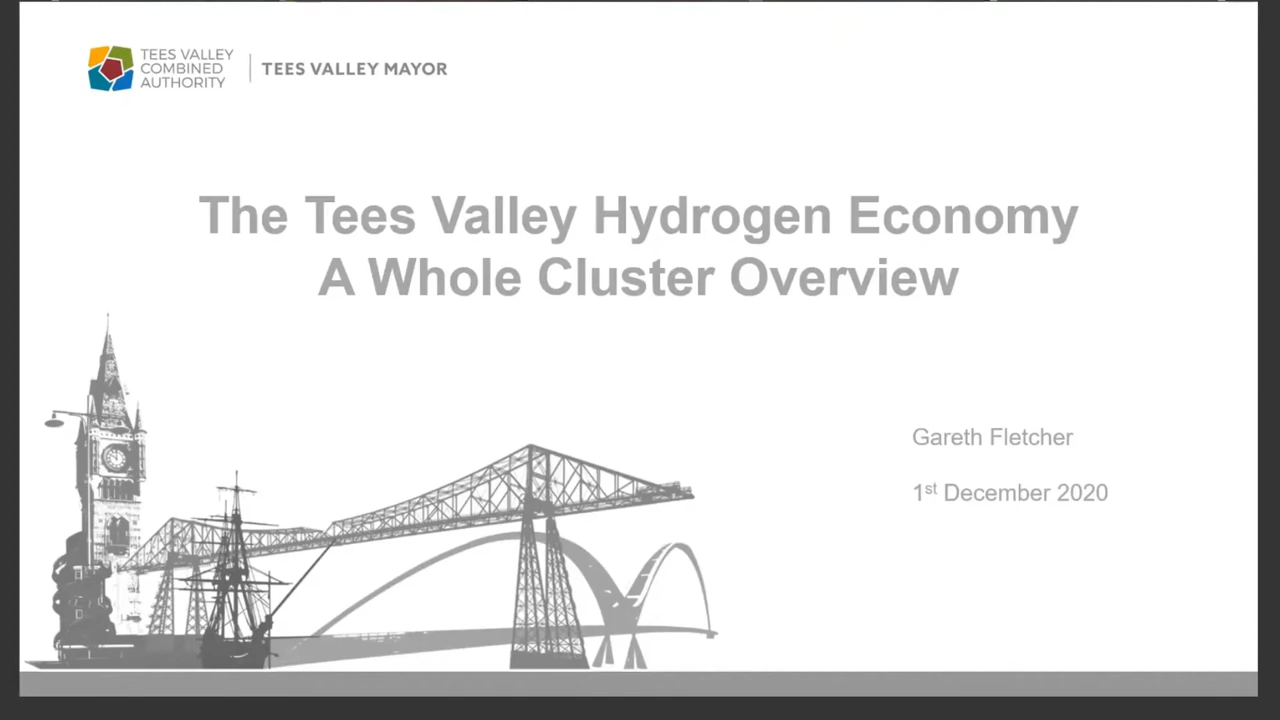 TEES VALLEY
COMBINED
AUTHORITY
TEES VALLEY MAYOR
The Tees Valley Hydrogen Economy
A Whole Cluster Overview
Gareth Fletcher
1st December 2020